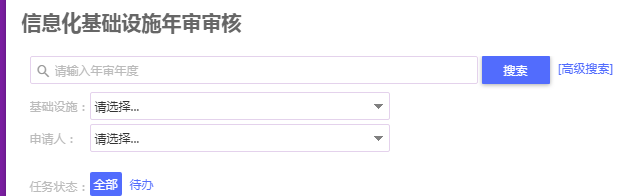 信息化基础设施年审审核
请输入年审年度 搜索 [高级搜索]
基础设施： 请选择...
申请人： 请选择...
任务状态： 全部 待办